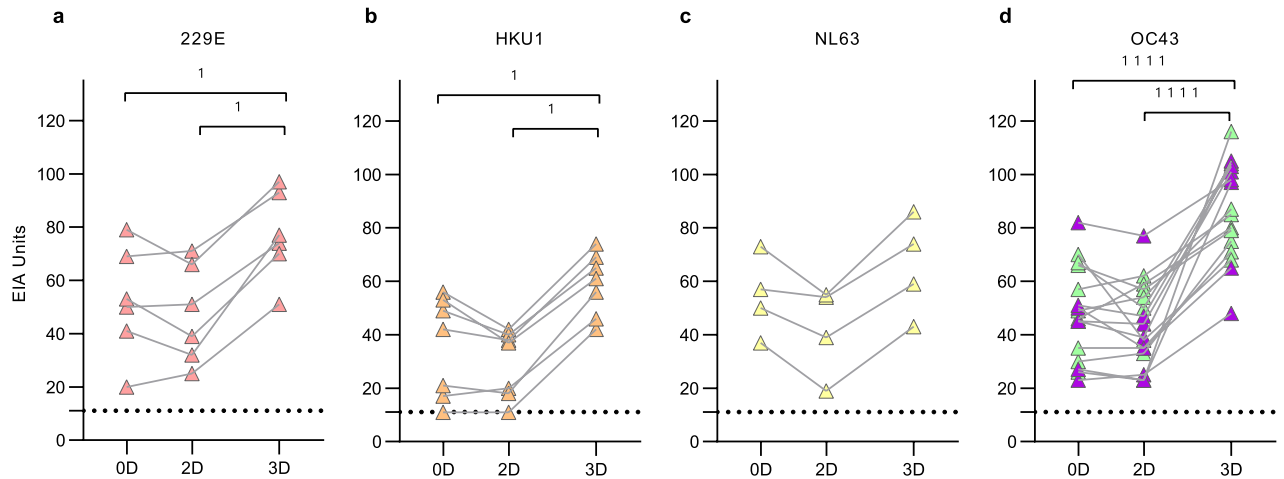 a b c d
229E HKU1 NL63 OC43
1 1 1 1 1 1
1 1 1 1 1 1
EIA Units
120 120 120 120
100 100 100 100
80 80 80 80
60 60 60 60
40 40 40 40
20 20 20 20
0 0 0 0
0D 2D 3D 0D 2D 3D 0D 2D 3D 0D 2D 3D